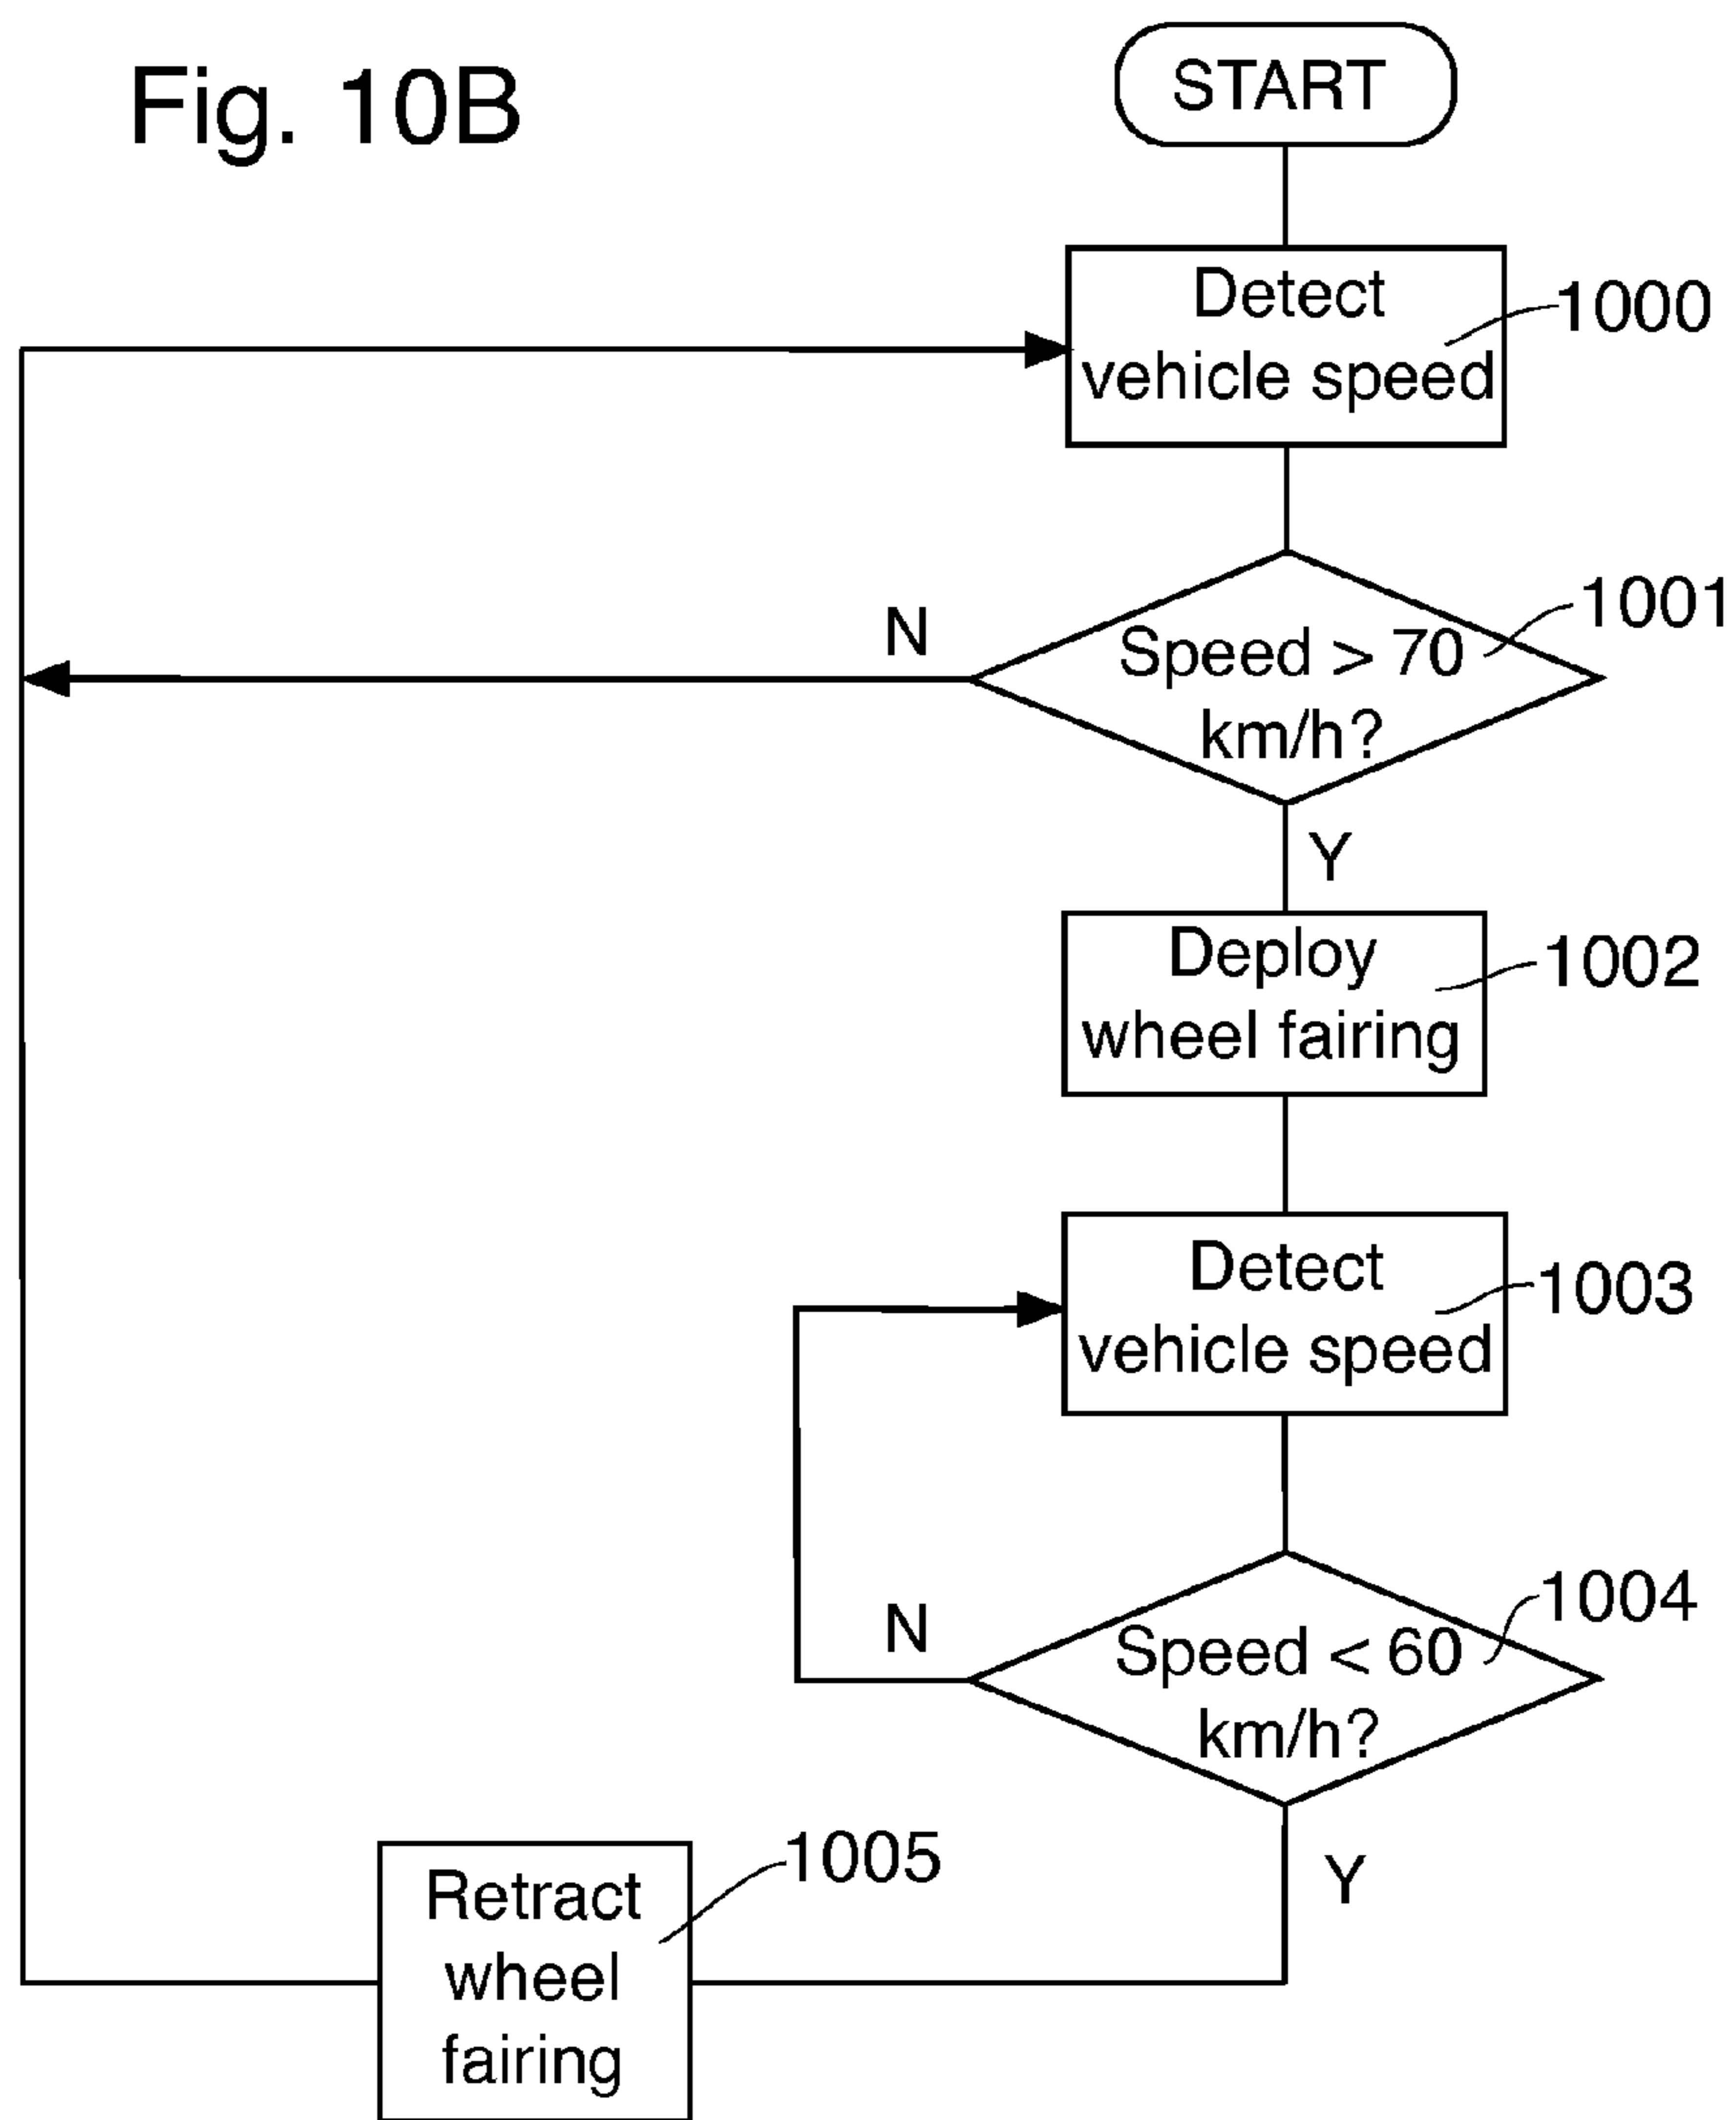 Fig. 10B
START
Detect
vehicle speed
1000
N
Speed > 70
km/h?
1001
Y
Deploy
wheel fairing
1002
Detect
vehicle speed
1003
N
Speed < 60
km/h?
1004
Y
Retract
wheel
fairing
1005